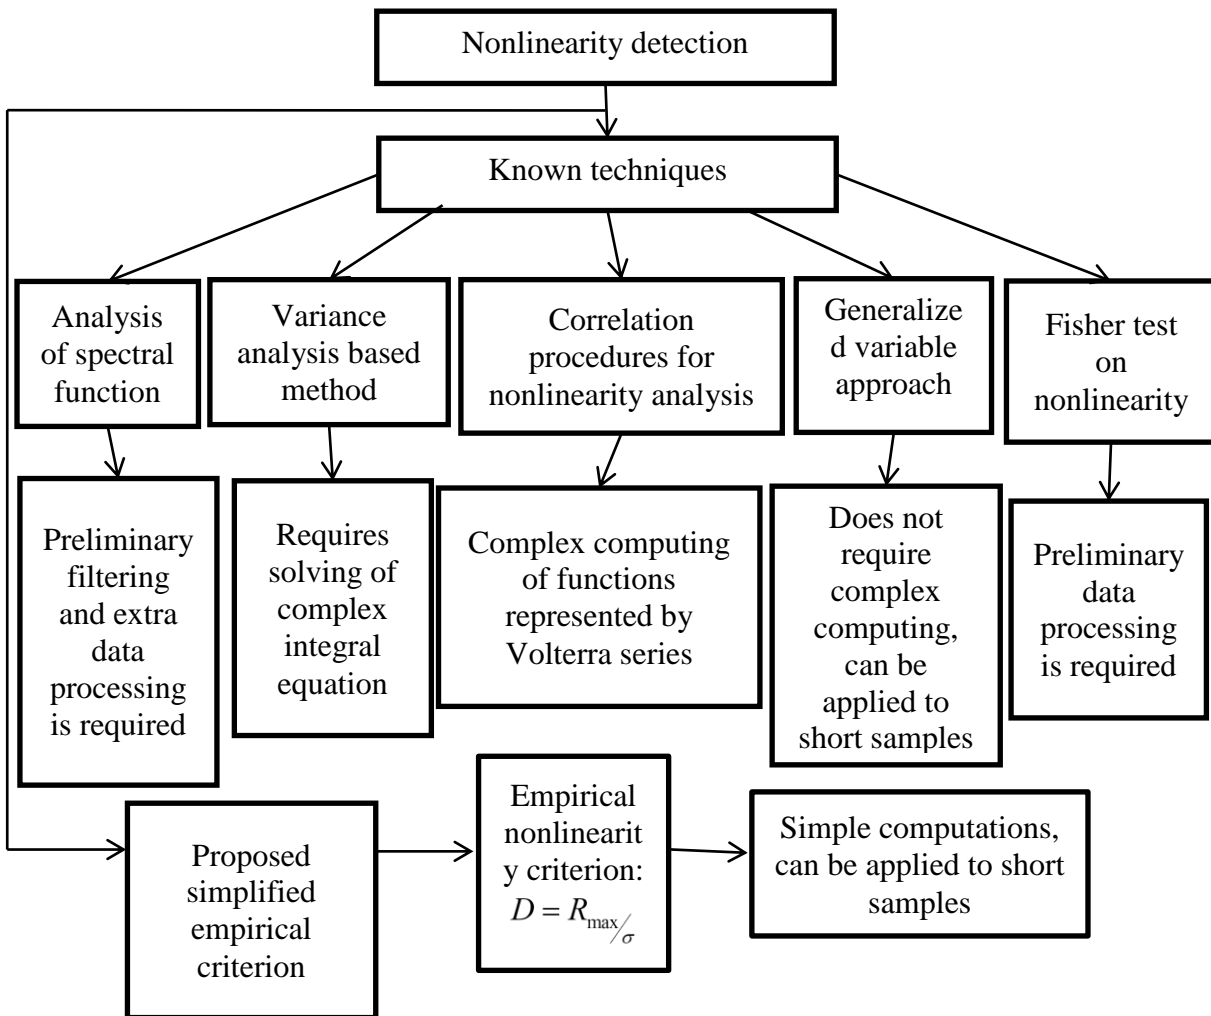 Nonlinearity detection
Known techniques
Analysis
of spectral
function
Variance
analysis based
method
Correlation
procedures for
nonlinearity analysis
Generalize
d variable
approach
Fisher test
on
nonlinearity
Preliminary
filtering
and extra
data
processing
is required
Requires
solving of
complex
integral
equation
Complex computing
of functions
represented by
Volterra series
Does not
require
complex
computing,
can be
applied to
short samples
Preliminary
data
processing
is required
Proposed
simplified
empirical
criterion
Empirical
nonlinearit
y criterion:
D = R_{max/σ}
Simple computations,
can be applied to short
samples